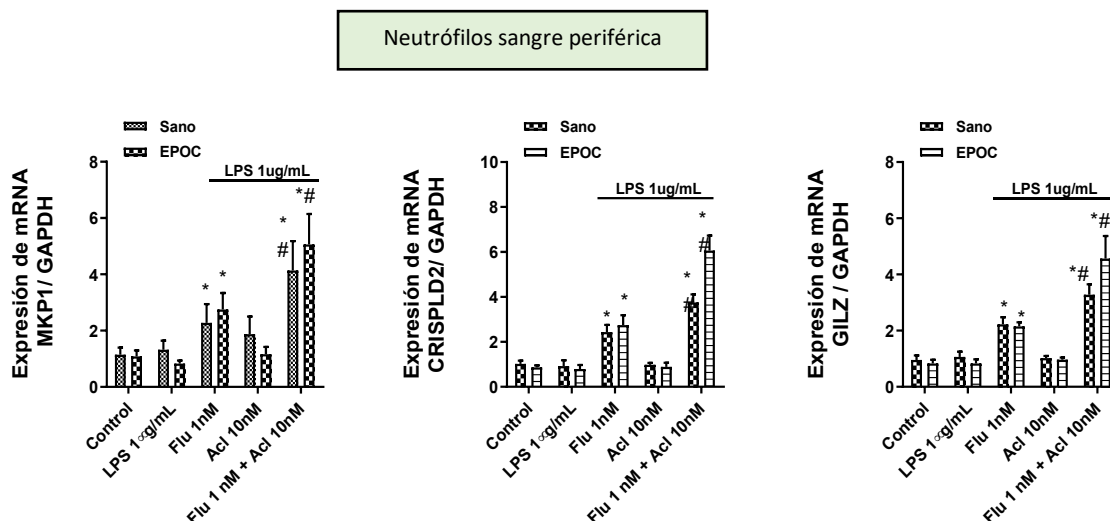 Neutrófilos sangre periférica
Sano
EPOC
LPS 1ug/mL
Expresión de mRNA
MKP1/ GAPDH
8
6
4
2
0
*
*
*
#
*#
Control
LPS 1∝g/mL
Flu 1nM
Acl 10nM
Flu 1 nM + Acl 10nM
Sano
EPOC
LPS 1ug/mL
Expresión de mRNA
CRISPLD2/ GAPDH
10
8
6
4
2
0
*
*
*
#
*
#
Control
LPS 1∝g/mL
Flu 1nM
Acl 10nM
Flu 1 nM + Acl 10nM
Sano
EPOC
LPS 1ug/mL
Expresión de mRNA
GILZ / GAPDH
8
6
4
2
0
*
*
*#
*#
Control
LPS 1∝g/mL
Flu 1nM
Acl 10nM
Flu 1 nM + Acl 10nM